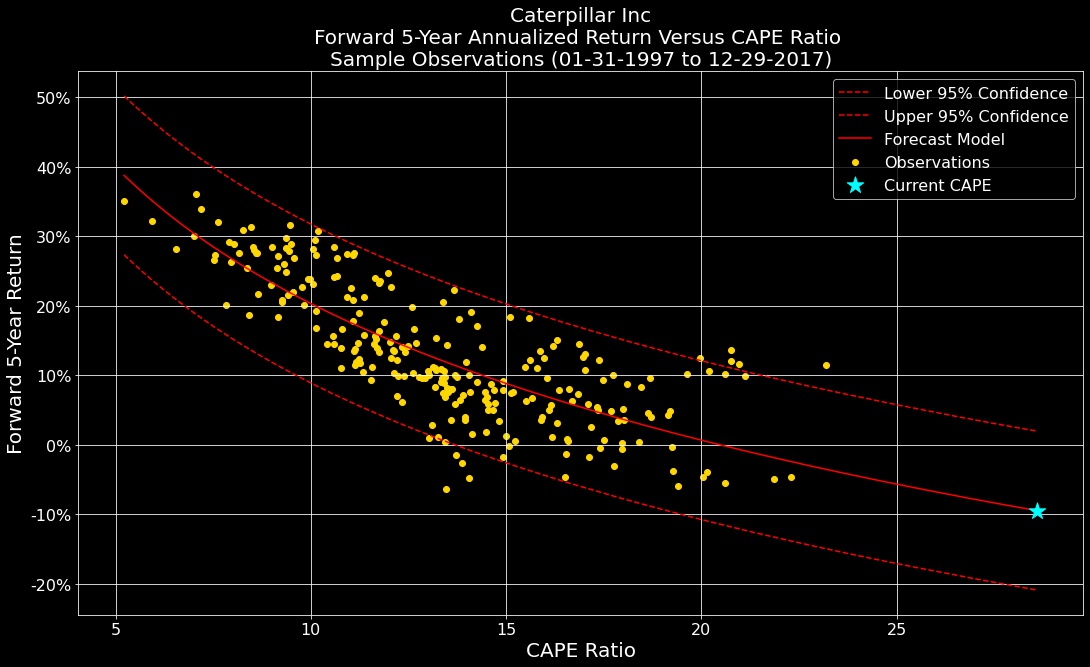 Caterpillar Inc
Forward 5-Year Annualized Return Versus CAPE Ratio
Sample Observations (01-31-1997 to 12-29-2017)
Lower 95% Confidence
Upper 95% Confidence
Forecast Model
Observations
Current CAPE
Forward 5-Year Return
50%
40%
30%
20%
10%
0%
-10%
-20%
5
10
15
20
25
CAPE Ratio